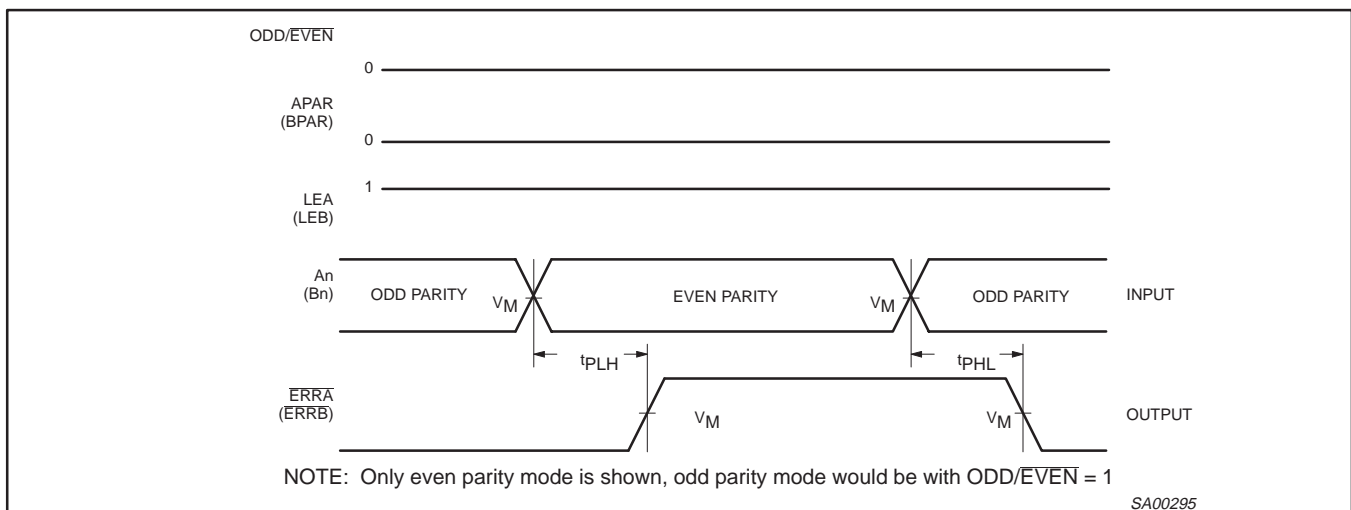 ODD/EVEN
0
APAR
(BPAR)
0
1
LEA
(LEB)
An
(Bn)
ODD PARITY
VM
EVEN PARITY
VM
ODD PARITY
INPUT
tPLH
tPHL
ERRA
(ERRB)
VM
VM
OUTPUT
NOTE: Only even parity mode is shown, odd parity mode would be with ODD/EVEN = 1
SA00295